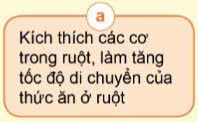 a
Kích thích các cơ
trong ruột, làm tăng
tốc độ di chuyển của
thức ăn ở ruột